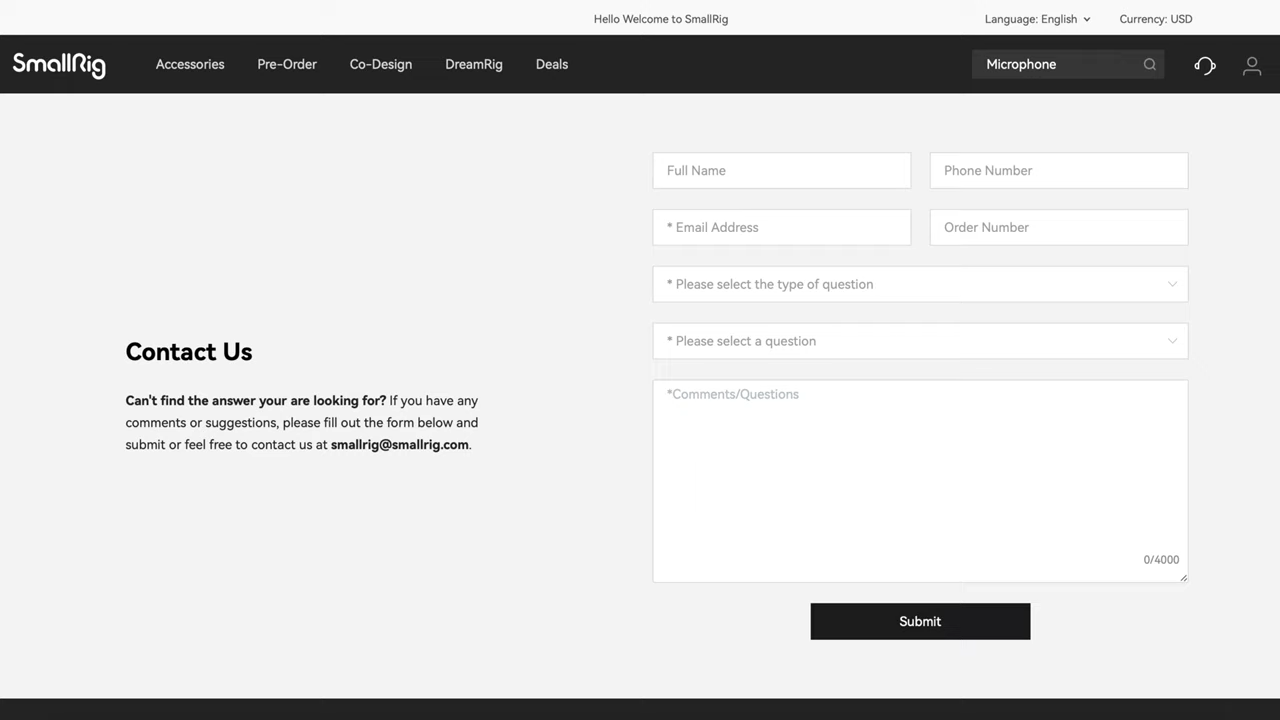 Hello Welcome to SmallRig
Language: English
Currency: USD
SmallRig
Accessories
Pre-Order
Co-Design
DreamRig
Deals
Microphone
Full Name
Phone Number
* Email Address
Order Number
* Please select the type of question
* Please select a question
*Comments/Questions
0/4000
Submit
Contact Us
Can't find the answer your are looking for? If you have any
comments or suggestions, please fill out the form below and
submit or feel free to contact us at smallrig@smallrig.com.